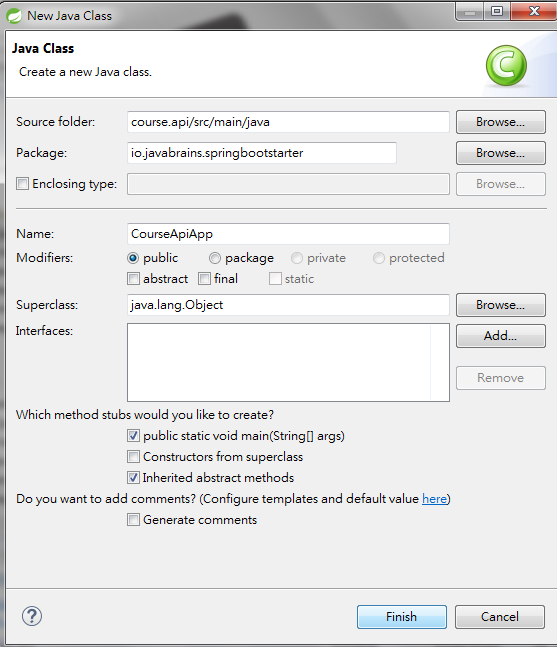 New Java Class
Java Class
Create a new Java class.
C
Source folder: course.api/src/main/java Browse...
Package: io.javabrains.springbootstarter Browse...
Enclosing type: Browse...
Name: CourseApiApp
Modifiers: public package private protected
abstract final static
Superclass: java.lang.Object Browse...
Interfaces: Add...
Remove
Which method stubs would you like to create?
public static void main(String[] args)
Constructors from superclass
Inherited abstract methods
Do you want to add comments? (Configure templates and default value here)
Generate comments
? Finish Cancel